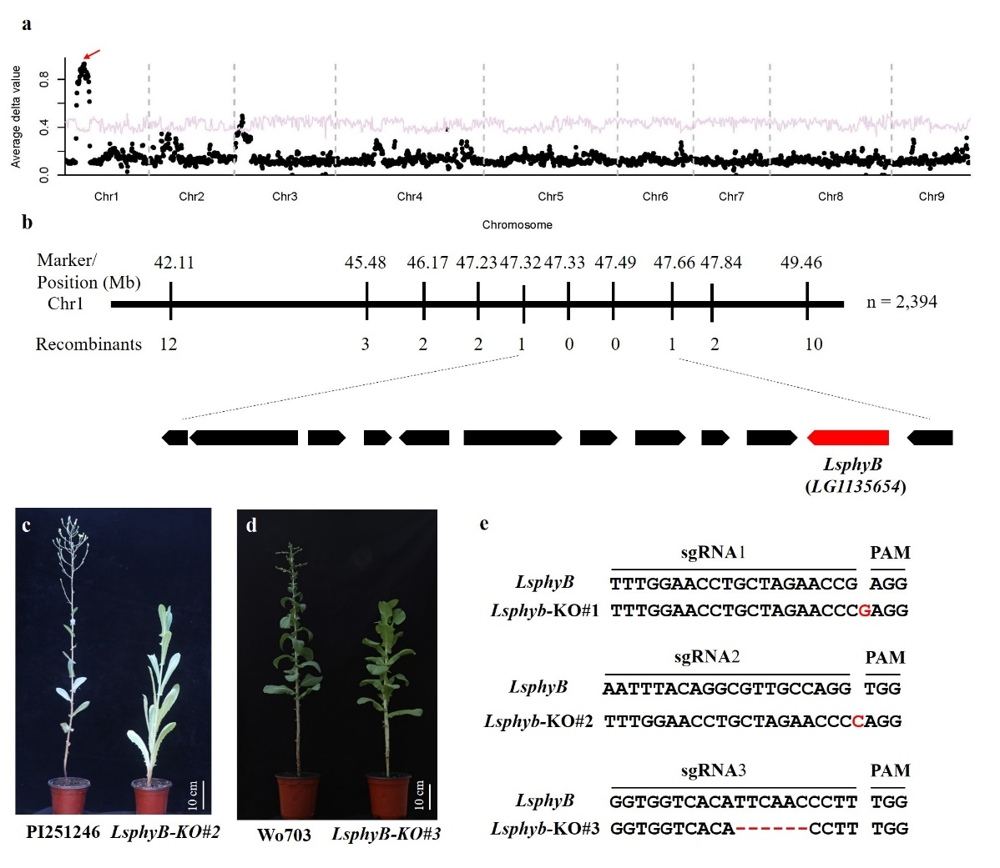 a
Average delta value
0.8
0.4
0.0
Chr1 Chr2 Chr3 Chr4 Chr5 Chr6 Chr7 Chr8 Chr9
Chromosome
b
Marker/
Position (Mb)
42.11 45.48 46.17 47.23 47.32 47.33 47.49 47.66 47.84 49.46
Chr1
n = 2,394
Recombinants 12 3 2 2 1 0 0 1 2 10
LsphyB
(LG1135654)
c
10 cm
PI251246 LsphyB-KO#2
d
10 cm
Wo703 LsphyB-KO#3
e
sgRNA1 PAM
LsphyB TTTGGAACCTGCTAGAACCG AGG
Lsphyb-KO#1 TTTGGAACCTGCTAGAACCCGAGG
sgRNA2 PAM
LsphyB AATTTACAGGCGTTGCCAGG TGG
Lsphyb-KO#2 TTTGGAACCTGCTAGAACCCCAGG
sgRNA3 PAM
LsphyB GGTGGTCACATTCAACCCTT TGG
Lsphyb-KO#3 GGTGGTCACA------CCTT TGG